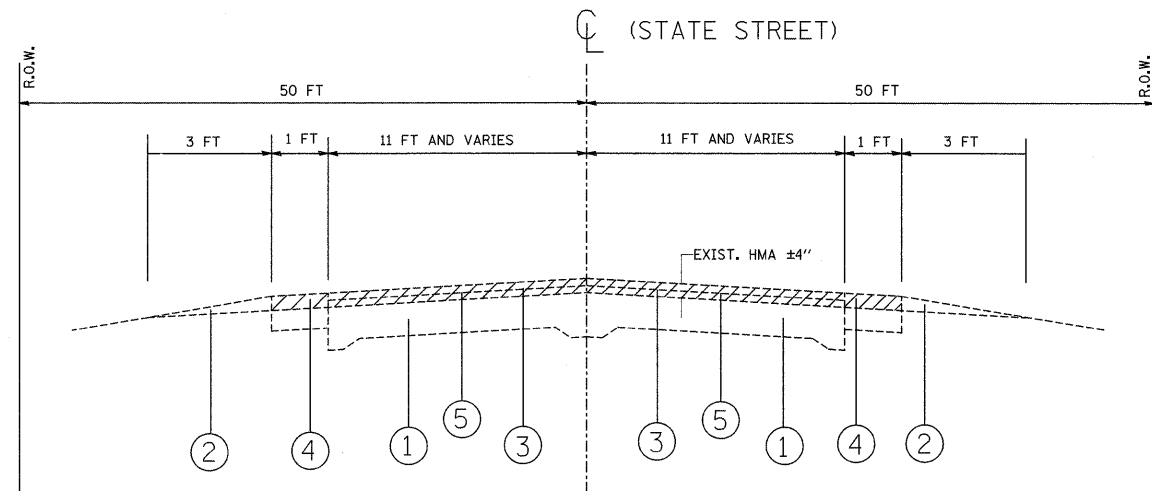 ℄ (STATE STREET)
R.O.W.
R.O.W.
50 FT
50 FT
3 FT
1 FT
11 FT AND VARIES
11 FT AND VARIES
1 FT
3 FT
EXIST. HMA ±4"
2
4
1
5
3
3
5
1
4
2